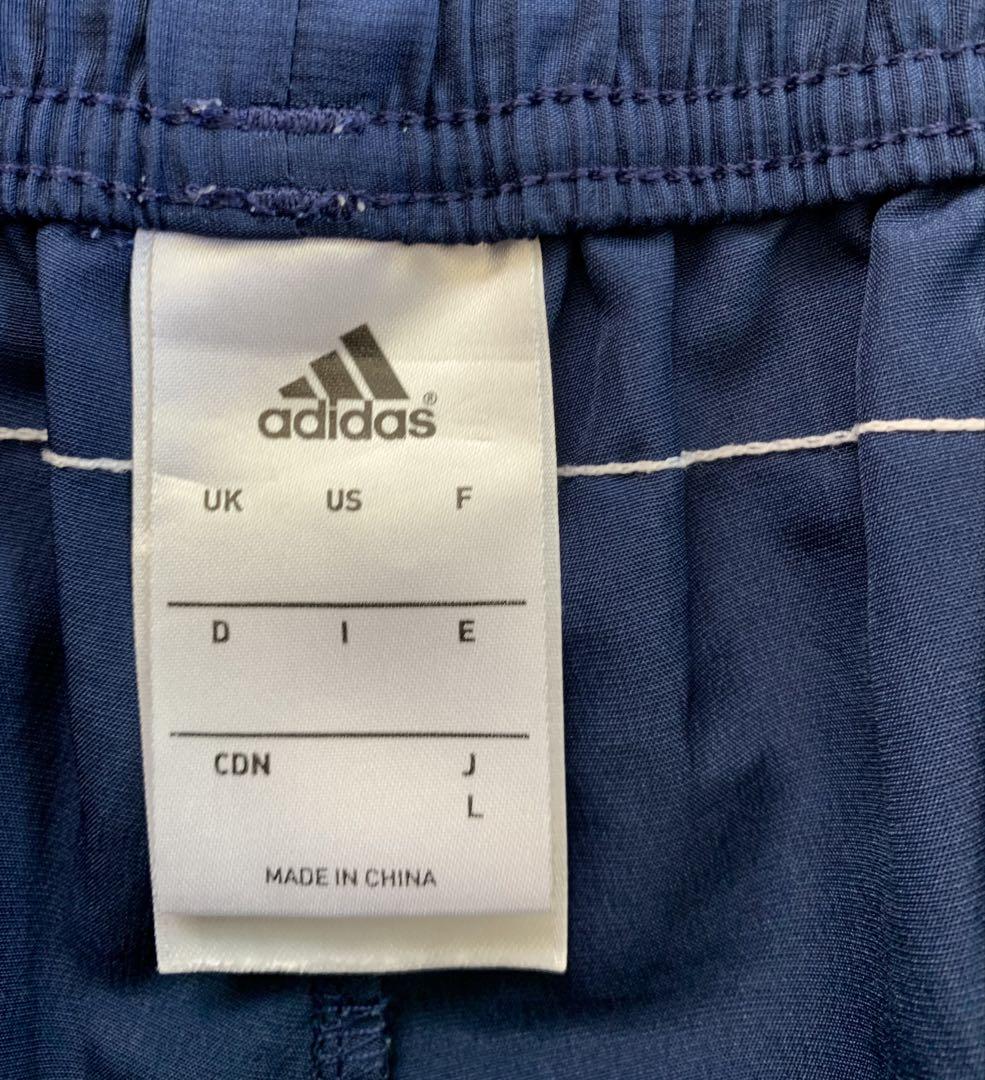 adidas®
UK US F
D I E
CDN J
L
MADE IN CHINA